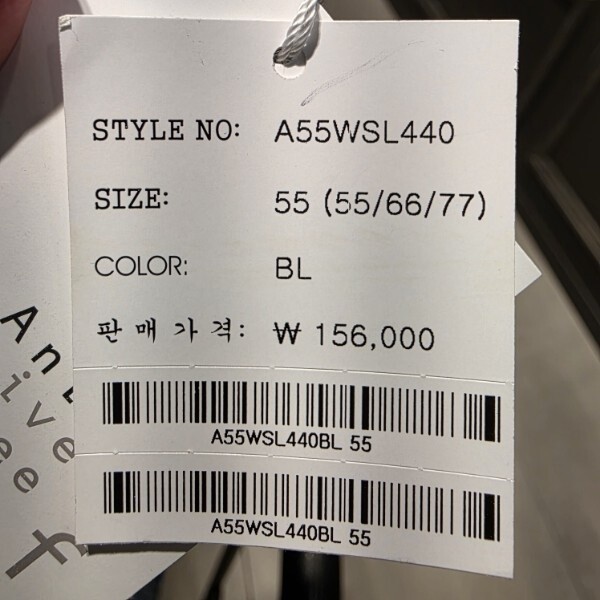 STYLE NO: A55WSL440
SIZE: 55 (55/66/77)
COLOR: BL
판매가격: ₩ 156,000
A55WSL440BL 55
A55WSL440BL 55